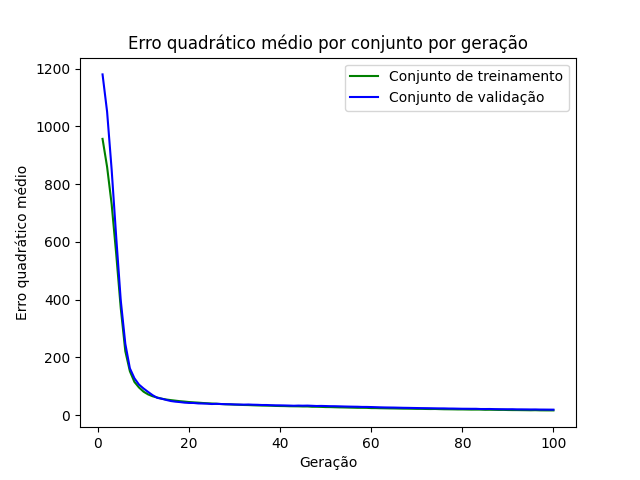 Erro quadrático médio por conjunto por geração
Conjunto de treinamento
Conjunto de validação
1200
1000
800
600
400
200
0
Erro quadrático médio
0 20 40 60 80 100
Geração